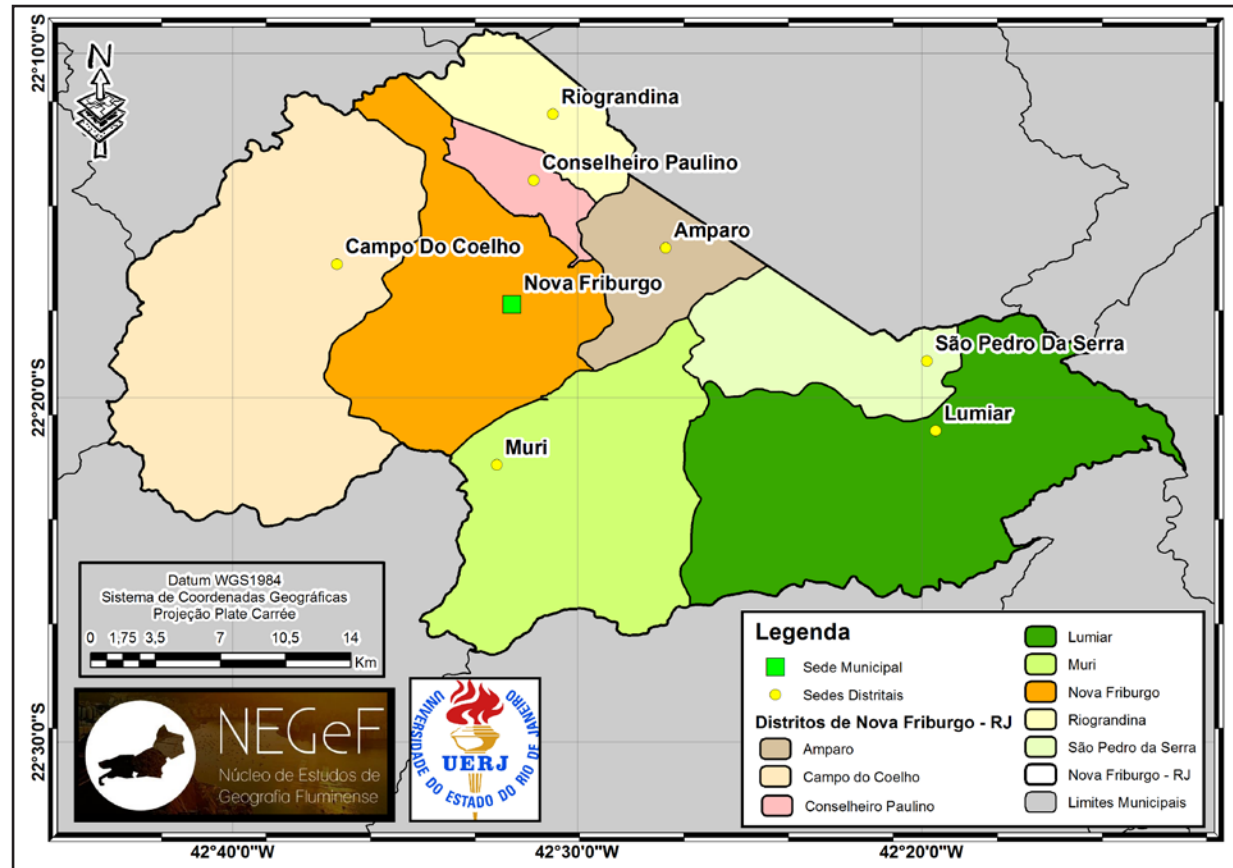 22°10'0"S
N
Riograndina
Conselheiro Paulino
Amparo
Campo Do Coelho
Nova Friburgo
São Pedro Da Serra
22°20'0"S
Lumiar
Muri
Datum WGS1984
Sistema de Coordenadas Geográficas
Projeção Plate Carrée
0 1,75 3,5 7 10,5 14
Km
NEGeF
Núcleo de Estudos de
Geografia Fluminense
UNIVERSIDADE DO ESTADO DO RIO DE JANEIRO
UERJ
Legenda
Sede Municipal
Sedes Distritais
Distritos de Nova Friburgo - RJ
Amparo
Campo do Coelho
Conselheiro Paulino
Lumiar
Muri
Nova Friburgo
Riograndina
São Pedro da Serra
Nova Friburgo - RJ
Limites Municipais
22°30'0"S
42°40'0"W
42°30'0"W
42°20'0"W